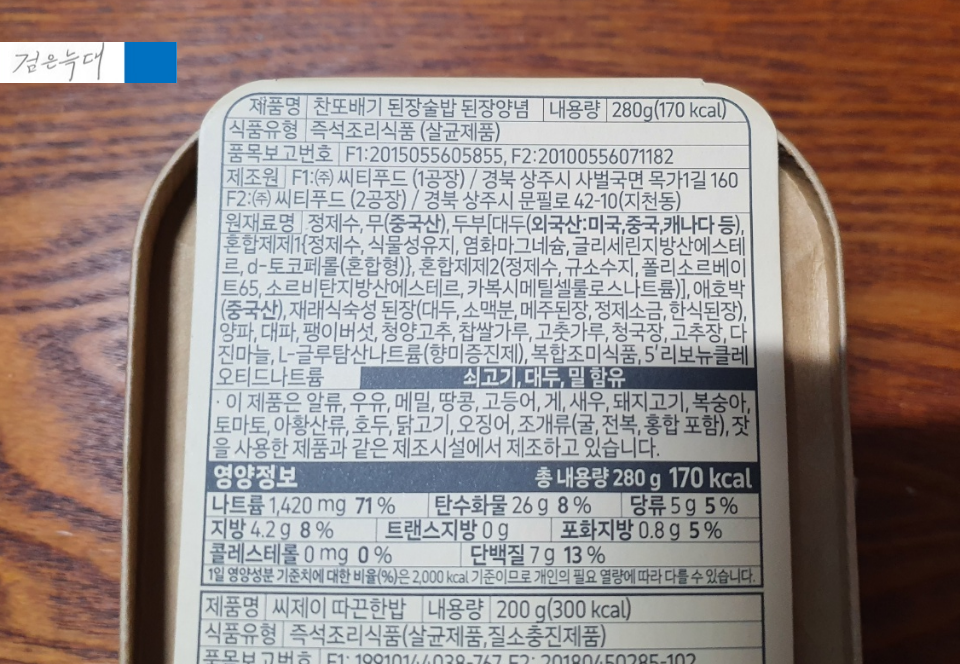 검은늑대
제품명 찬또배기 된장술밥 된장양념 내용량 280g(170 kcal)
식품유형 즉석조리식품 (살균제품)
품목보고번호 F1:2015055605855, F2:20100556071182
제조원 F1:㈜ 씨티푸드 (1공장) / 경북 상주시 사벌국면 목가1길 160
F2:㈜ 씨티푸드 (2공장) / 경북 상주시 문필로 42-10(지천동)
원재료명 정제수, 무(중국산), 두부[대두(외국산:미국,중국,캐나다 등),
혼합제제1{정제수, 식물성유지, 염화마그네슘, 글리세린지방산에스테
르, d-토코페롤(혼합형)}, 혼합제제2(정제수, 규소수지, 폴리소르베이
트65, 소르비탄지방산에스테르, 카복시메틸셀룰로스나트륨)], 애호박
(중국산), 재래식숙성 된장(대두, 소맥분, 메주된장, 정제소금, 한식된장),
양파, 대파, 팽이버섯, 청양고추, 찹쌀가루, 고춧가루, 청국장, 고추장, 다
진마늘, L-글루탐산나트륨(향미증진제), 복합조미식품, 5'리보뉴클레
오티드나트륨 쇠고기, 대두, 밀 함유
· 이 제품은 알류, 우유, 메밀, 땅콩, 고등어, 게, 새우, 돼지고기, 복숭아,
토마토, 아황산류, 호두, 닭고기, 오징어, 조개류(굴, 전복, 홍합 포함), 잣
을 사용한 제품과 같은 제조시설에서 제조하고 있습니다.
영양정보 총 내용량 280 g 170 kcal
나트륨 1,420 mg 71 % 탄수화물 26 g 8 % 당류 5 g 5 %
지방 4.2 g 8 % 트랜스지방 0 g 포화지방 0.8 g 5 %
콜레스테롤 0 mg 0 % 단백질 7 g 13 %
1일 영양성분 기준치에 대한 비율(%)은 2,000 kcal 기준이므로 개인의 필요 열량에 따라 다를 수 있습니다.
제품명 씨제이 따끈한밥 내용량 200 g(300 kcal)
식품유형 즉석조리식품(살균제품,질소충진제품)
품목보고번호 F1: 19910144038-767, F2: 20180450285-102